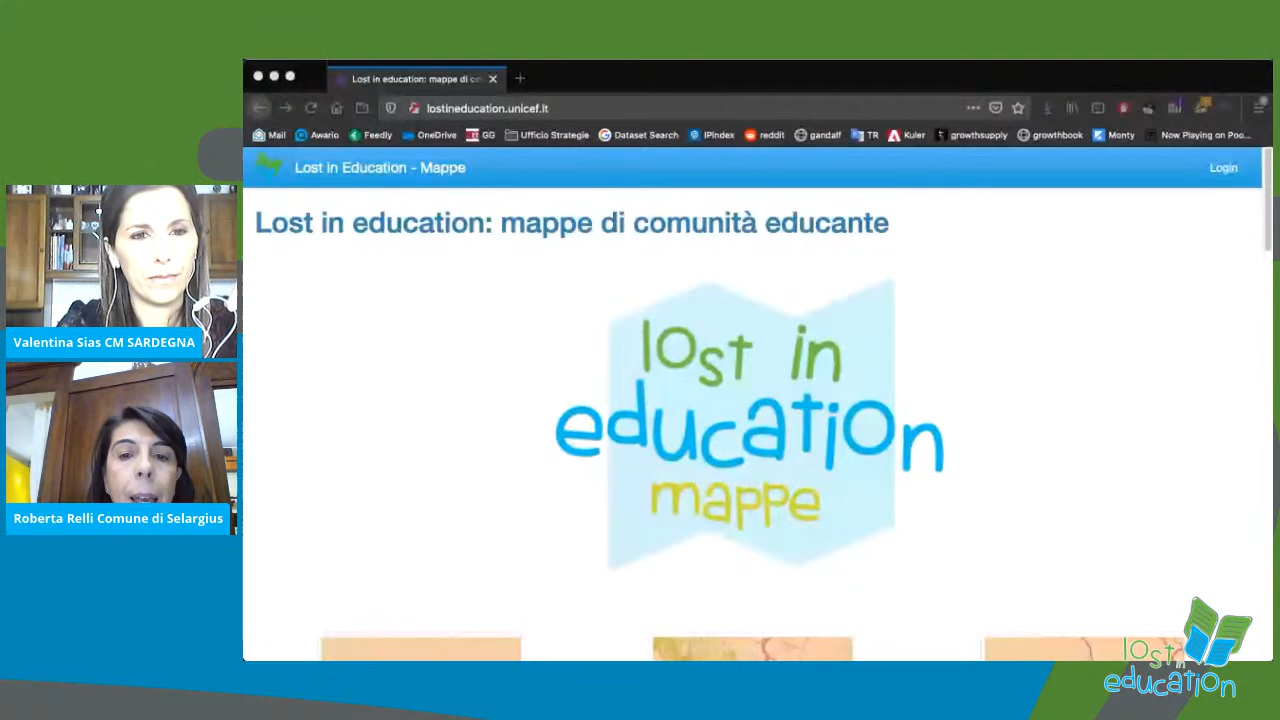 Lost in education: mappe di co
lostineducation.unicef.it
Mail Awario Feedly OneDrive GG Ufficio Strategie Dataset Search IPIndex reddit gandaff TR Kuler growthsupply growthbook Monty Now Playing on Poo...
Lost in Education - Mappe
Login
Lost in education: mappe di comunità educante
lost in
education
mappe
Valentina Sias CM SARDEGNA
Roberta Relli Comune di Selargius
lost in
education